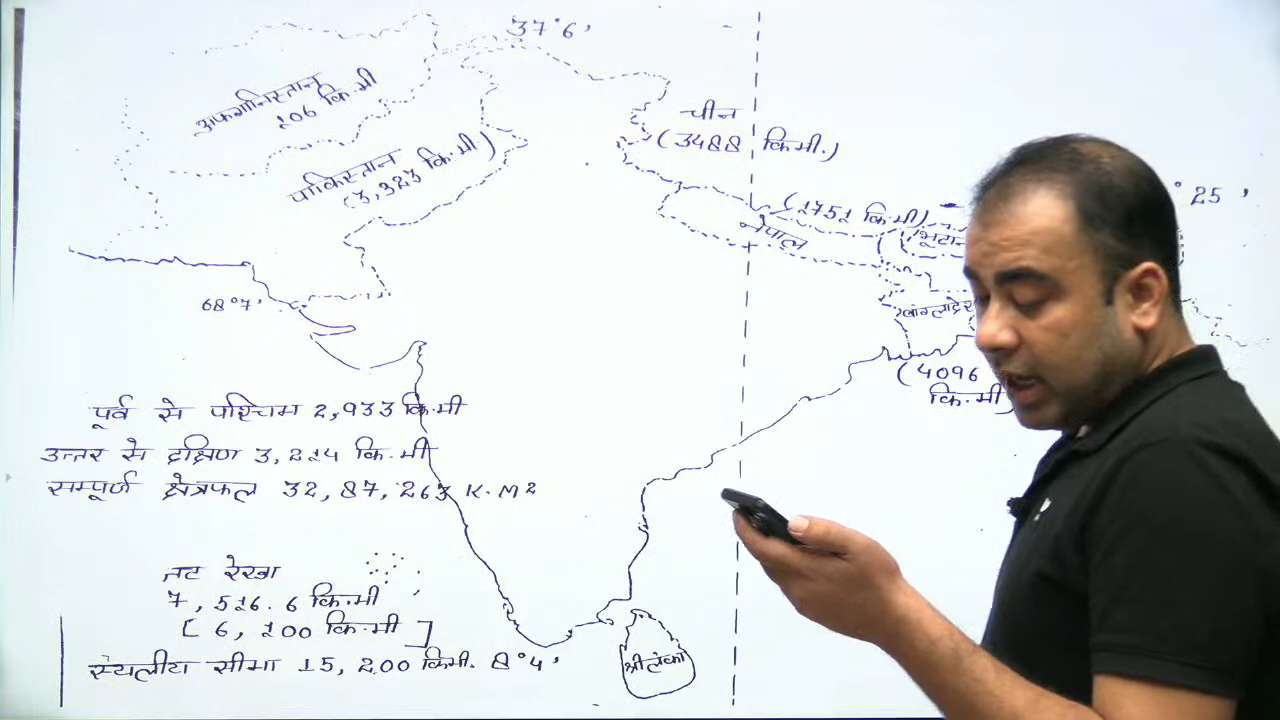 37°6'
अफगानिस्तान
106 कि.मी
चीन
(3488 कि.मी.)
पाकिस्तान
(3,323 कि.मी)
° 25 '
(1751 कि.मी)
नेपाल
(भूटान
68°7'
बांग्लादेश
(4096
कि.मी)
पूर्व से पश्चिम 2,933 कि.मी
उत्तर से दक्षिण 3,214 कि.मी
सम्पूर्ण क्षेत्रफल 32,87,263 K.M2
तट रेखा
7,516.6 कि.मी
[6,100 कि.मी]
स्थलीय सीमा 15,200 कि.मी.
8°4'
श्रीलंका